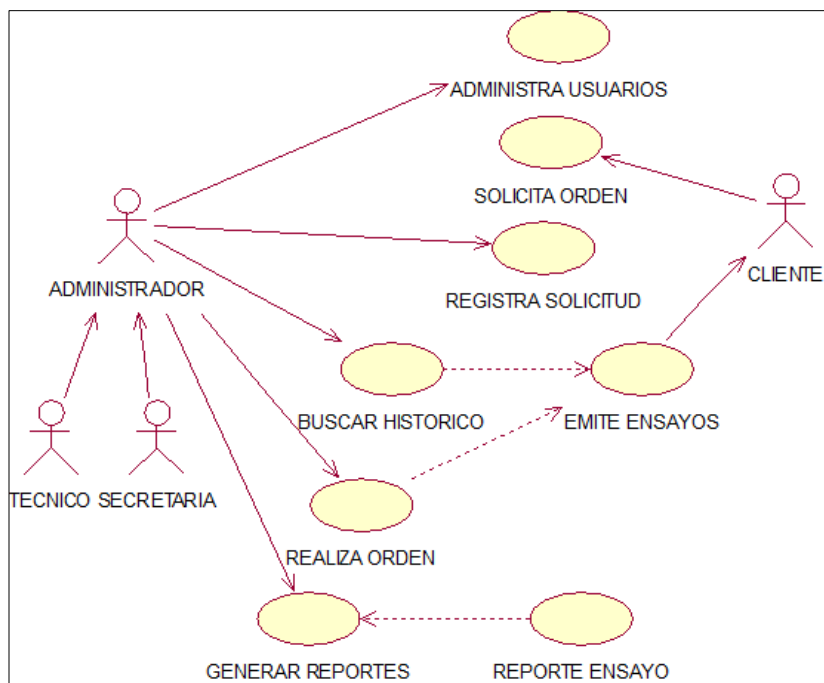 ADMINISTRA USUARIOS
SOLICITA ORDEN
CLIENTE
ADMINISTRADOR
REGISTRA SOLICITUD
BUSCAR HISTORICO
EMITE ENSAYOS
TECNICO
SECRETARIA
REALIZA ORDEN
GENERAR REPORTES
REPORTE ENSAYO